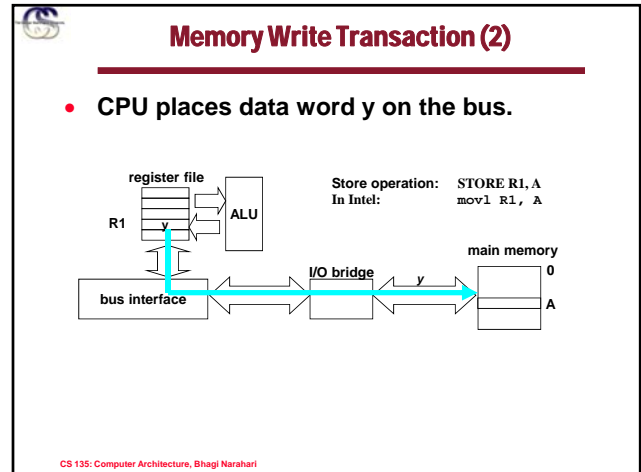 Memory Write Transaction (2)
• CPU places data word y on the bus.
register file
Store operation: STORE R1, A
In Intel: movl R1, A
ALU
R1
y
main memory
0
I/O bridge
y
bus interface
A
CS 135: Computer Architecture, Bhagi Narahari